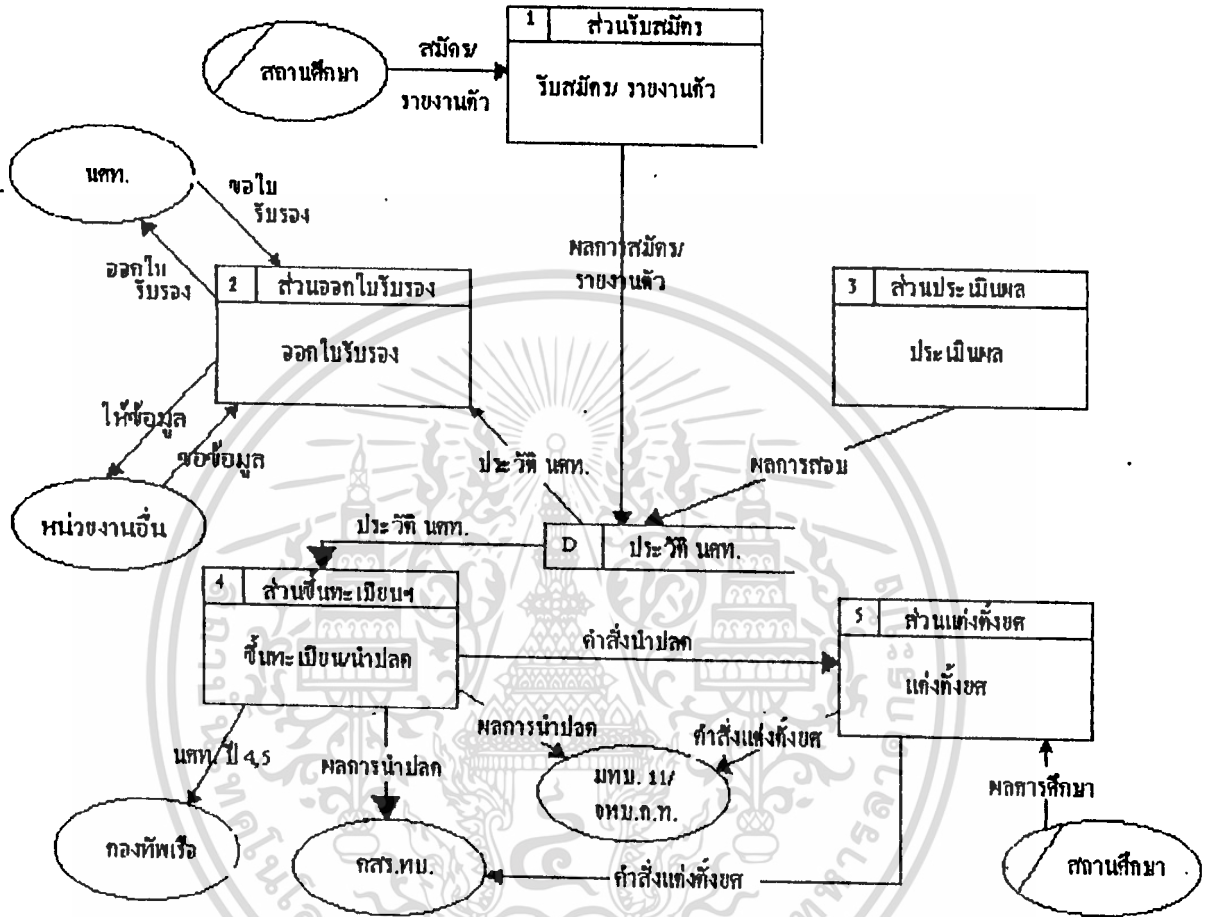 1 ส่วนรับสมัคร
สมัคร/
รายงานตัว
สถานศึกษา
รับสมัคร/ รายงานตัว
นศท.
ขอใบ
รับรอง
ออกใบ
รับรอง
ผลการสมัคร/
รายงานตัว
2 ส่วนออกใบรับรอง
ออกใบรับรอง
3 ส่วนประเมินผล
ประเมินผล
ให้ข้อมูล
ขอข้อมูล
ประวัติ นศท.
ผลการสอบ
หน่วยงานอื่น
ประวัติ นศท.
D ประวัติ นศท.
4 ส่วนขึ้นทะเบียนฯ
ขึ้นทะเบียน/นำปลด
คำสั่งนำปลด
5 ส่วนแต่งตั้งยศ
แต่งตั้งยศ
นศท. ปี 4,5
ผลการนำปลด
ผลการนำปลด
คำสั่งแต่งตั้งยศ
มทบ. 11/
จทบ.ก.ท.
ผลการศึกษา
กองทัพเรือ
กสร.ทบ.
คำสั่งแต่งตั้งยศ
สถานศึกษา